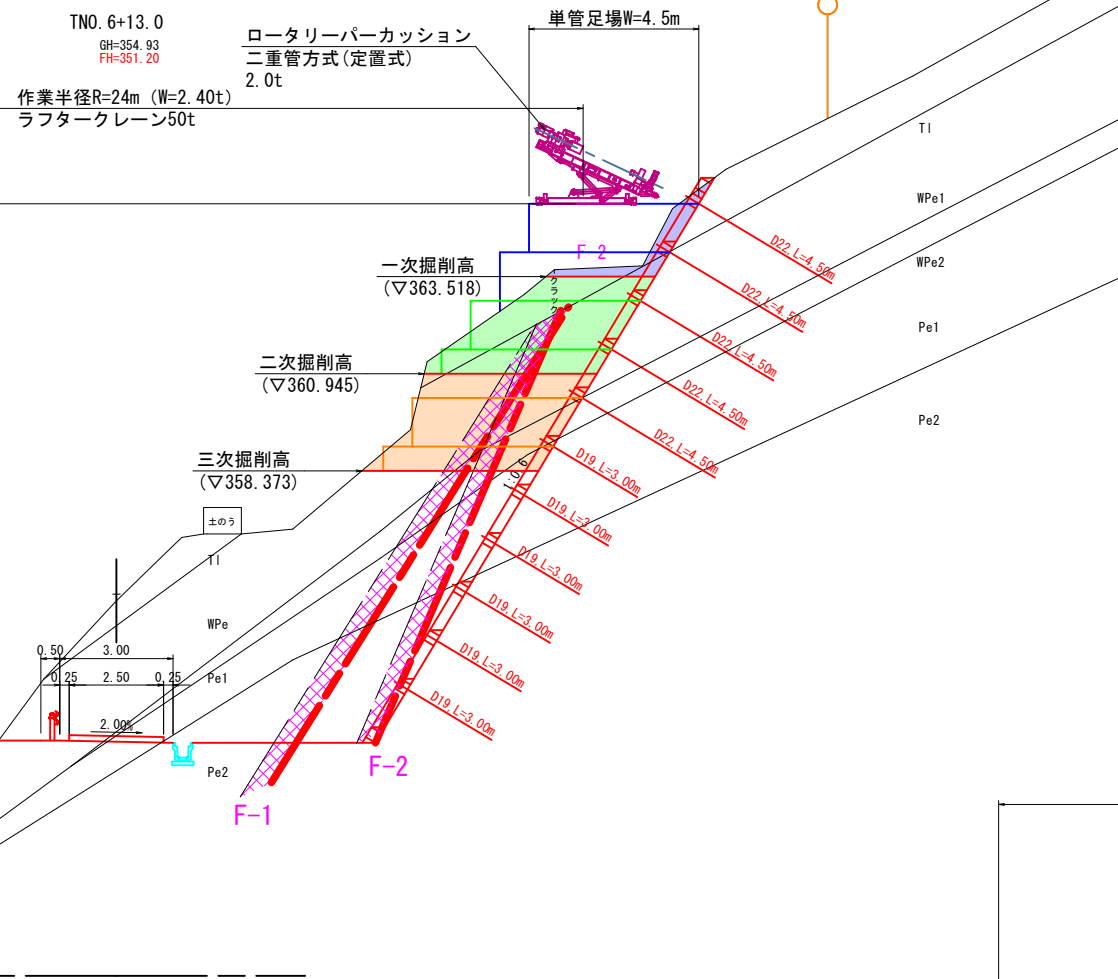 TNO.6+13.0
GH=354.93
FH=351.20
ロータリーパーカッション
二重管方式(定置式)
2.0t
単管足場W=4.5m
作業半径R=24m (W=2.40t)
ラフタークレーン50t
Tl
WPe1
WPe2
Pe1
Pe2
F-2
一次掘削高
(▽363.518)
クラック
二次掘削高
(▽360.945)
三次掘削高
(▽358.373)
D22,L=4.50m
D22,L=4.50m
D22,L=4.50m
D22,L=4.50m
D22,L=4.50m
D19,L=3.00m
D19,L=3.00m
D19,L=3.00m
D19,L=3.00m
D19,L=3.00m
D19,L=3.00m
1:0.6
土のう
Tl
WPe
Pe1
Pe2
0.50
3.00
0.25
2.50
0.25
2.00%
F-2
F-1